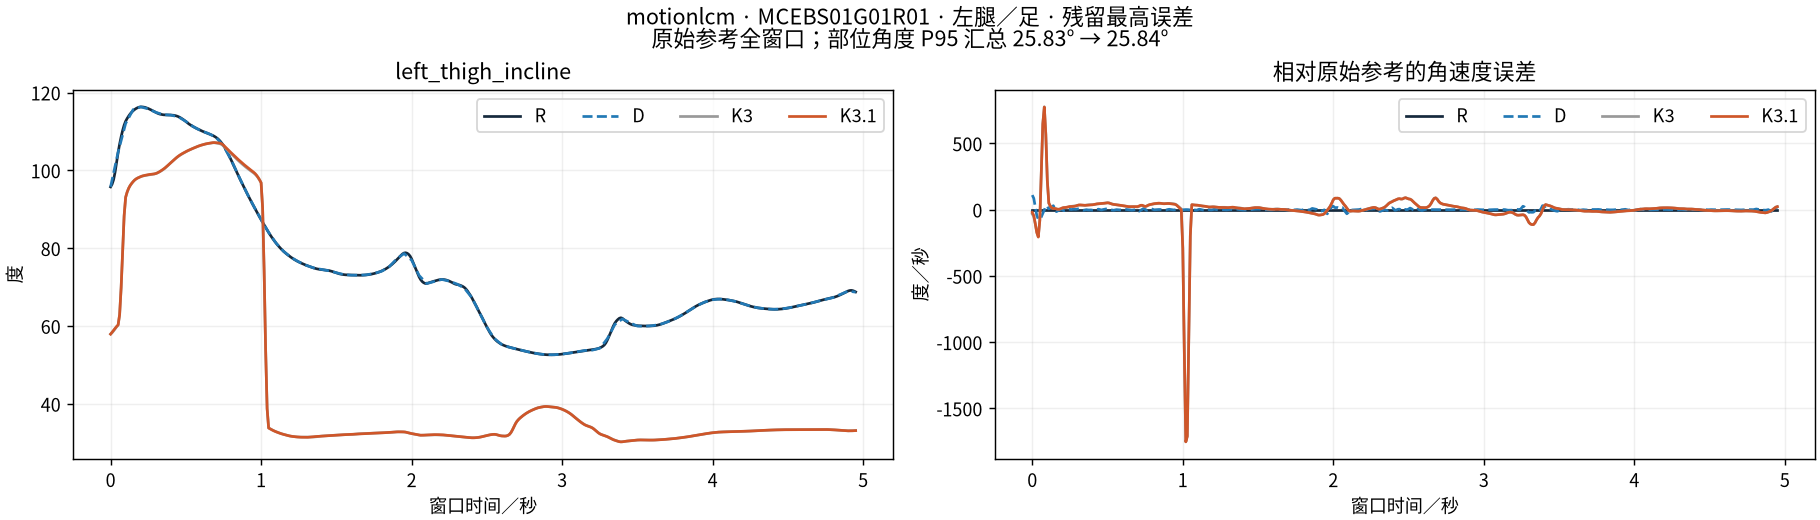 motionlcm · MCEBS01G01R01 · 左腿／足 · 残留最高误差
原始参考全窗口；部位角度 P95 汇总 25.83° → 25.84°
left_thigh_incline
R
D
K3
K3.1
度
120
100
80
60
40
0
1
2
3
4
5
窗口时间／秒
相对原始参考的角速度误差
R
D
K3
K3.1
度／秒
500
0
-500
-1000
-1500
0
1
2
3
4
5
窗口时间／秒